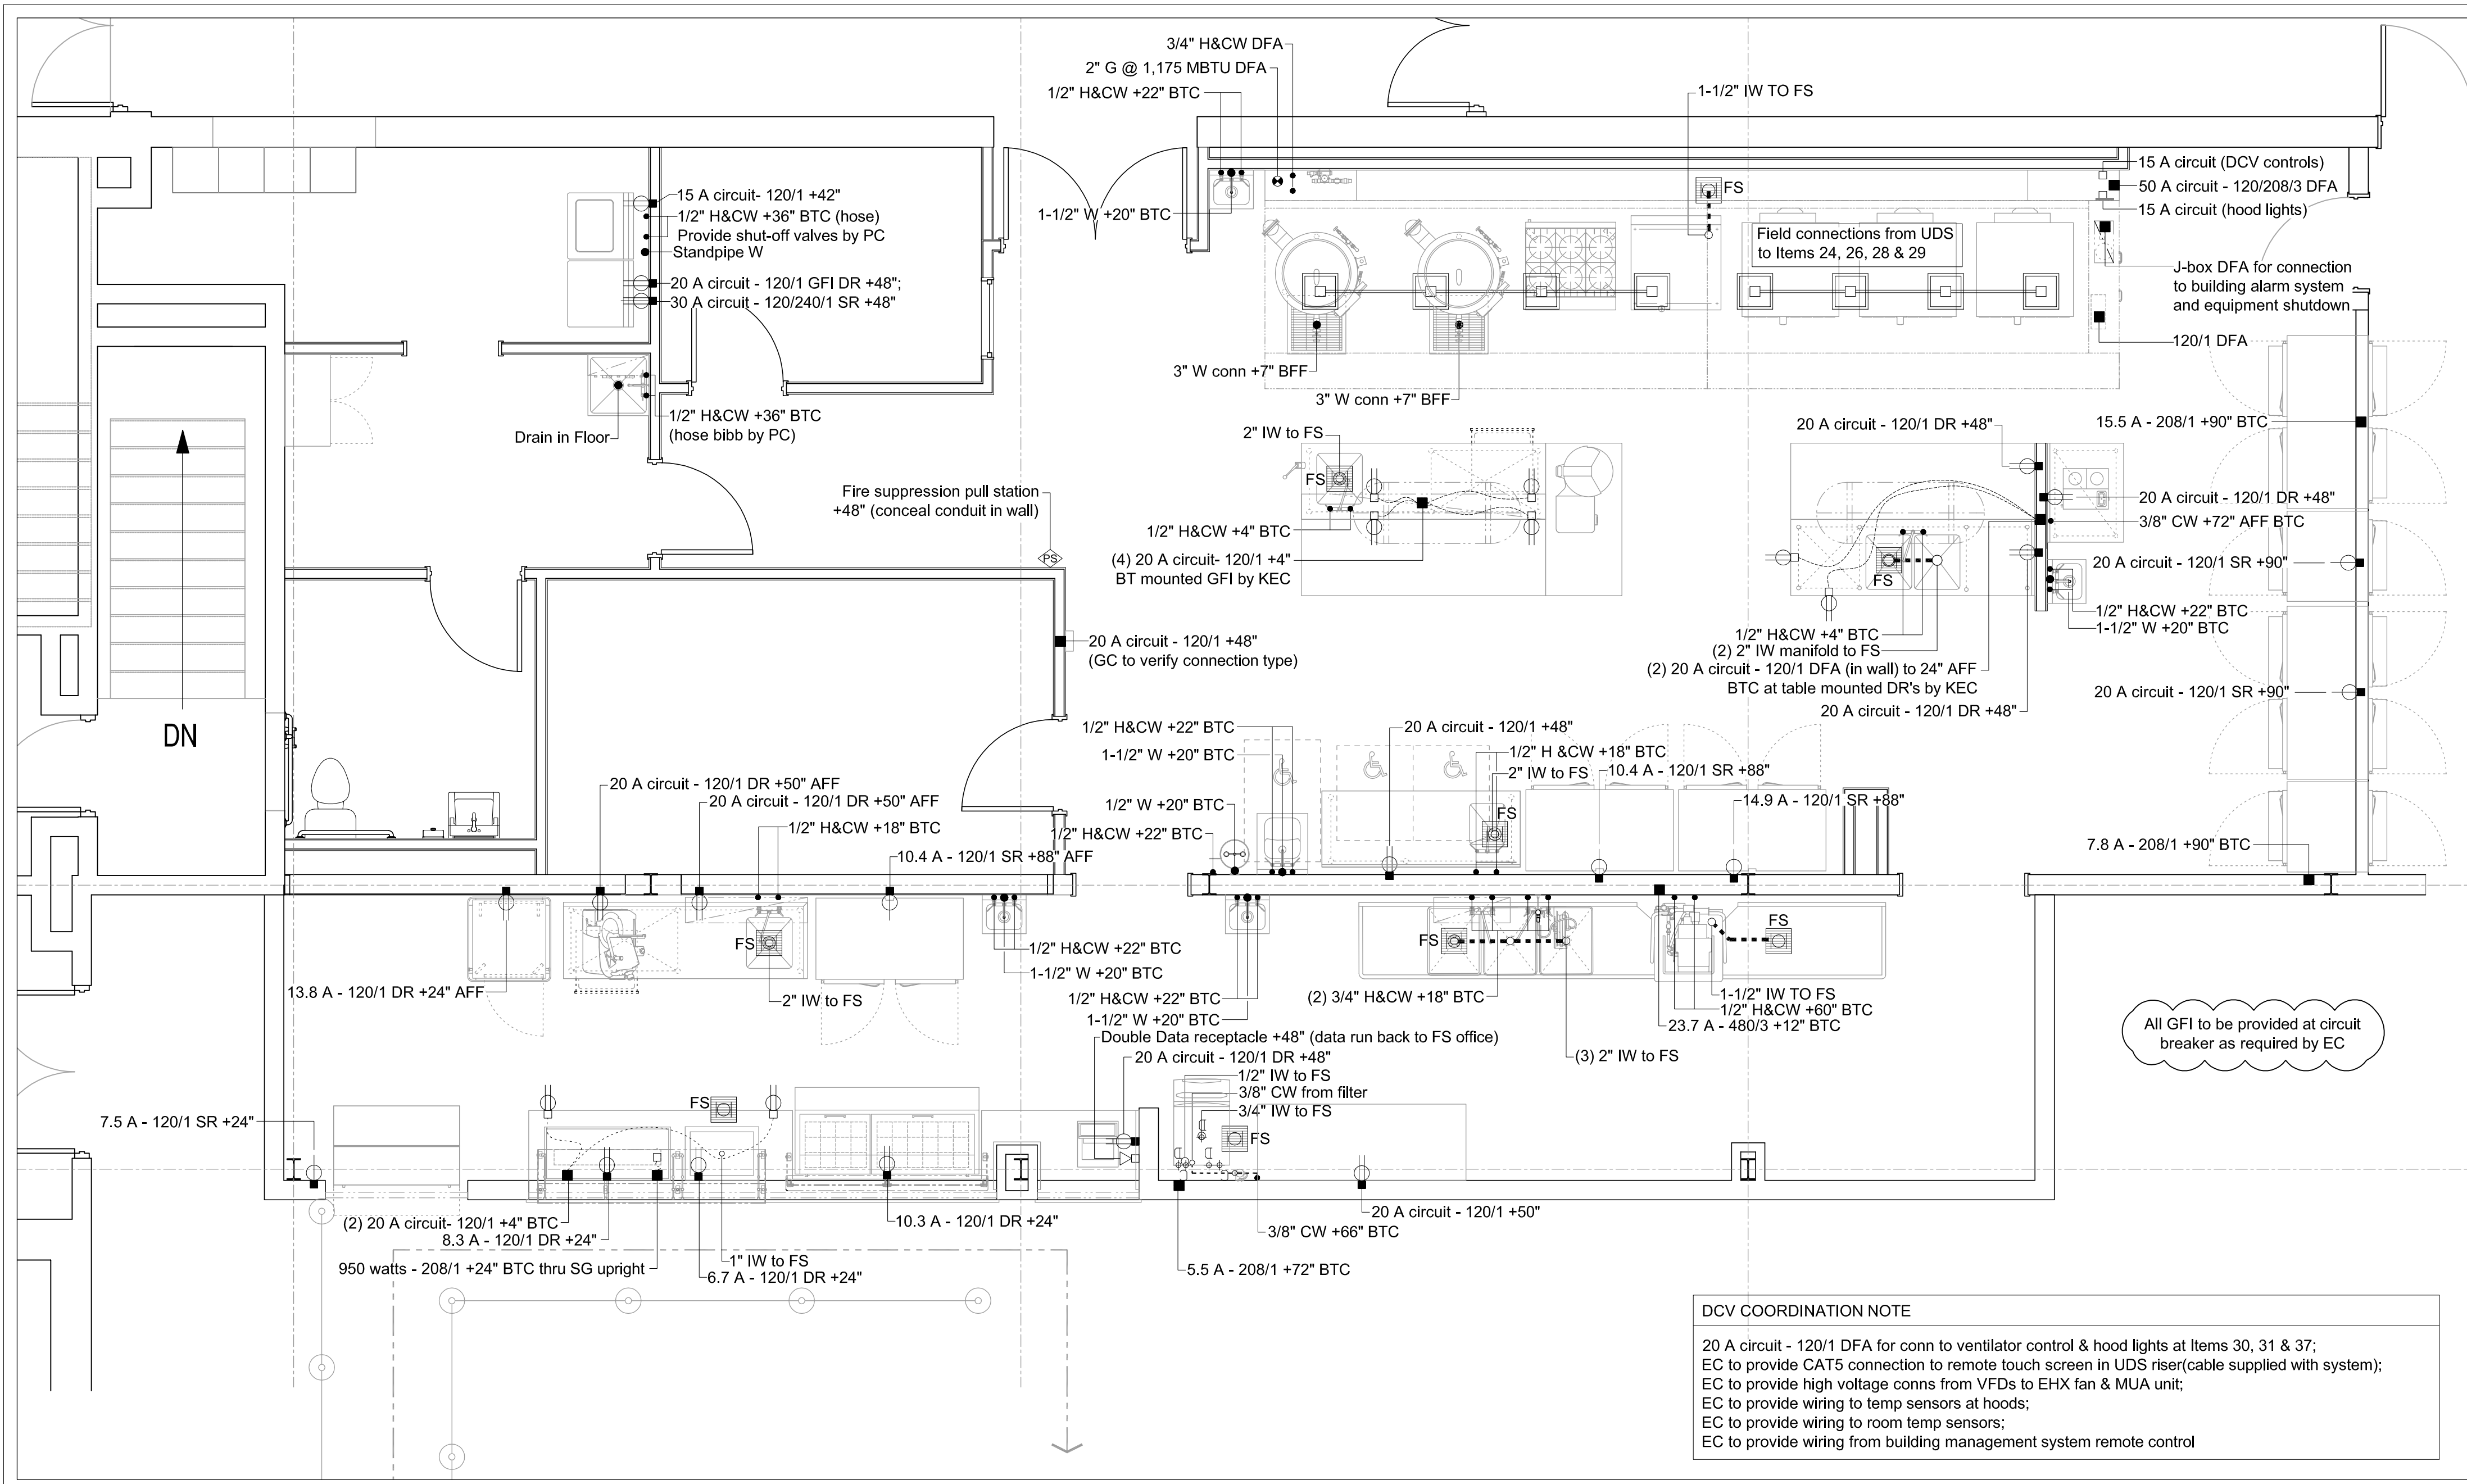 3/4" H&CW DFA
2" G @ 1,175 MBTU DFA
1/2" H&CW +22" BTC
1-1/2" IW TO FS
FS
15 A circuit (DCV controls)
50 A circuit - 120/208/3 DFA
15 A circuit (hood lights)
15 A circuit- 120/1 +42"
1/2" H&CW +36" BTC (hose)
Provide shut-off valves by PC
Standpipe W
1-1/2" W +20" BTC
Field connections from UDS
to Items 24, 26, 28 & 29
20 A circuit - 120/1 GFI DR +48";
30 A circuit - 120/240/1 SR +48"
J-box DFA for connection
to building alarm system
and equipment shutdown
120/1 DFA
3" W conn +7" BFF
3" W conn +7" BFF
1/2" H&CW +36" BTC
(hose bibb by PC)
Drain in Floor
2" IW to FS
FS
20 A circuit - 120/1 DR +48"
15.5 A - 208/1 +90" BTC
Fire suppression pull station
+48" (conceal conduit in wall)
PS
20 A circuit - 120/1 DR +48"
3/8" CW +72" AFF BTC
1/2" H&CW +4" BTC
(4) 20 A circuit- 120/1 +4"
BT mounted GFI by KEC
20 A circuit - 120/1 SR +90"
FS
1/2" H&CW +22" BTC
1-1/2" W +20" BTC
20 A circuit - 120/1 +48"
(GC to verify connection type)
1/2" H&CW +4" BTC
(2) 2" IW manifold to FS
(2) 20 A circuit - 120/1 DFA (in wall) to 24" AFF
BTC at table mounted DR's by KEC
20 A circuit - 120/1 DR +48"
20 A circuit - 120/1 SR +90"
DN
1/2" H&CW +22" BTC
1-1/2" W +20" BTC
20 A circuit - 120/1 +48"
1/2" H &CW +18" BTC
2" IW to FS
10.4 A - 120/1 SR +88"
14.9 A - 120/1 SR +88"
FS
1/2" W +20" BTC
1/2" H&CW +22" BTC
7.8 A - 208/1 +90" BTC
20 A circuit - 120/1 DR +50" AFF
20 A circuit - 120/1 DR +50" AFF
1/2" H&CW +18" BTC
10.4 A - 120/1 SR +88" AFF
FS
13.8 A - 120/1 DR +24" AFF
2" IW to FS
1/2" H&CW +22" BTC
1-1/2" W +20" BTC
1/2" H&CW +22" BTC
1-1/2" W +20" BTC
FS
FS
(2) 3/4" H&CW +18" BTC
1-1/2" IW TO FS
1/2" H&CW +60" BTC
23.7 A - 480/3 +12" BTC
(3) 2" IW to FS
All GFI to be provided at circuit
breaker as required by EC
Double Data receptacle +48" (data run back to FS office)
20 A circuit - 120/1 DR +48"
1/2" IW to FS
3/8" CW from filter
3/4" IW to FS
FS
7.5 A - 120/1 SR +24"
FS
(2) 20 A circuit- 120/1 +4" BTC
8.3 A - 120/1 DR +24"
950 watts - 208/1 +24" BTC thru SG upright
1" IW to FS
6.7 A - 120/1 DR +24"
10.3 A - 120/1 DR +24"
20 A circuit - 120/1 +50"
3/8" CW +66" BTC
5.5 A - 208/1 +72" BTC
DCV COORDINATION NOTE
20 A circuit - 120/1 DFA for conn to ventilator control & hood lights at Items 30, 31 & 37;
EC to provide CAT5 connection to remote touch screen in UDS riser(cable supplied with system);
EC to provide high voltage conns from VFDs to EHX fan & MUA unit;
EC to provide wiring to temp sensors at hoods;
EC to provide wiring to room temp sensors;
EC to provide wiring from building management system remote control